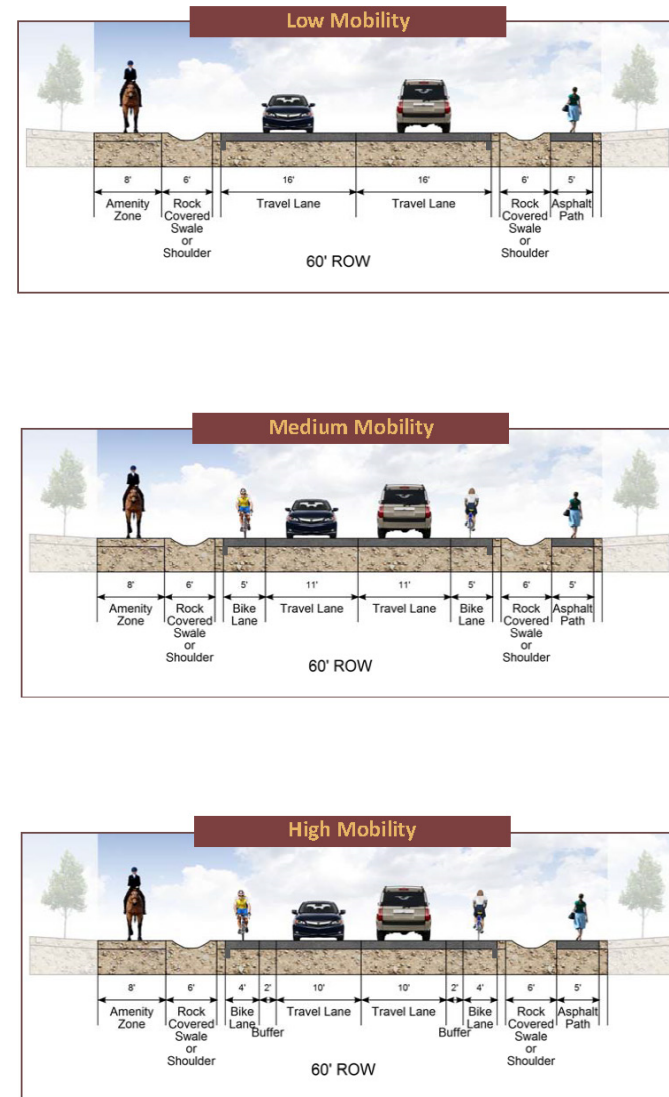 Low Mobility
8' 6' 16' 16' 6' 5'
Amenity Zone Rock Covered Swale or Shoulder Travel Lane Travel Lane Rock Covered Swale or Shoulder Asphalt Path
60' ROW
Medium Mobility
8' 6' 5' 11' 11' 5' 6' 5'
Amenity Zone Rock Covered Swale or Shoulder Bike Lane Travel Lane Travel Lane Bike Lane Rock Covered Swale or Shoulder Asphalt Path
60' ROW
High Mobility
8' 6' 4' 2' 10' 10' 2' 4' 6' 5'
Amenity Zone Rock Covered Swale or Shoulder Bike Lane Buffer Travel Lane Travel Lane Buffer Bike Lane Rock Covered Swale or Shoulder Asphalt Path
60' ROW